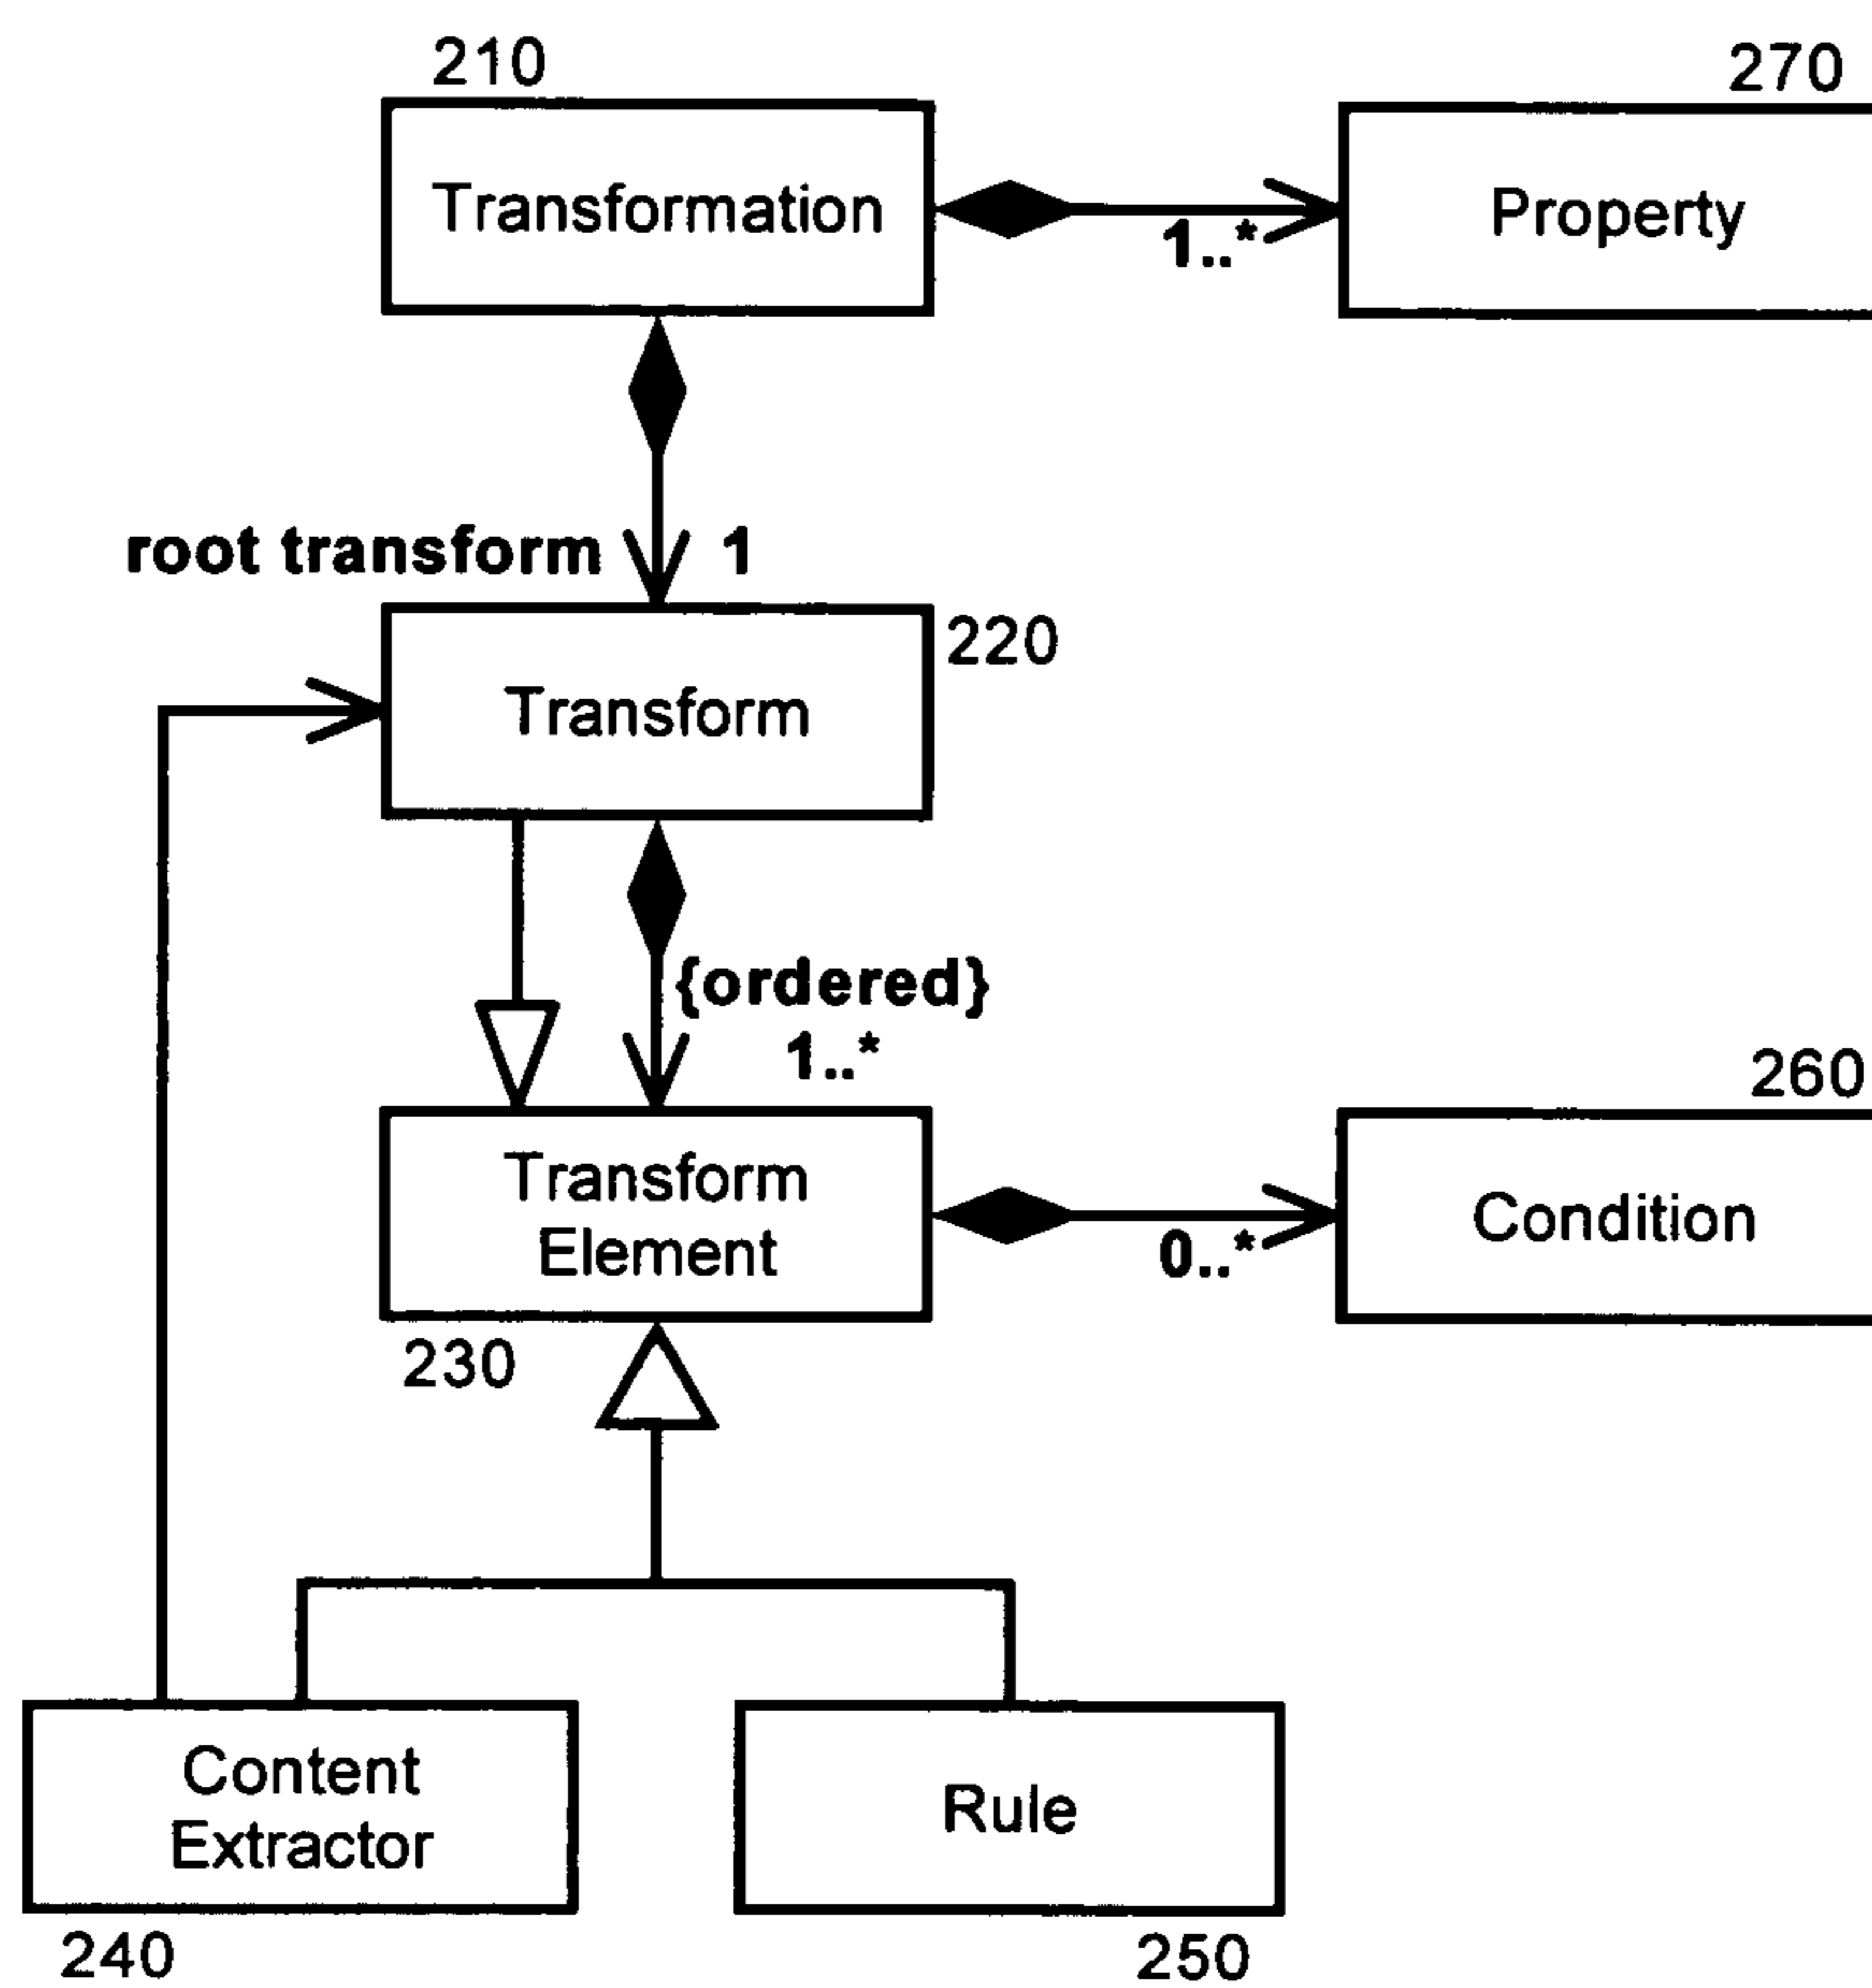 210
270
Transformation
Property
1..*
root transform
1
220
Transform
{ordered}
1..*
260
Transform
Element
Condition
0..*
230
Content
Extractor
Rule
240
250